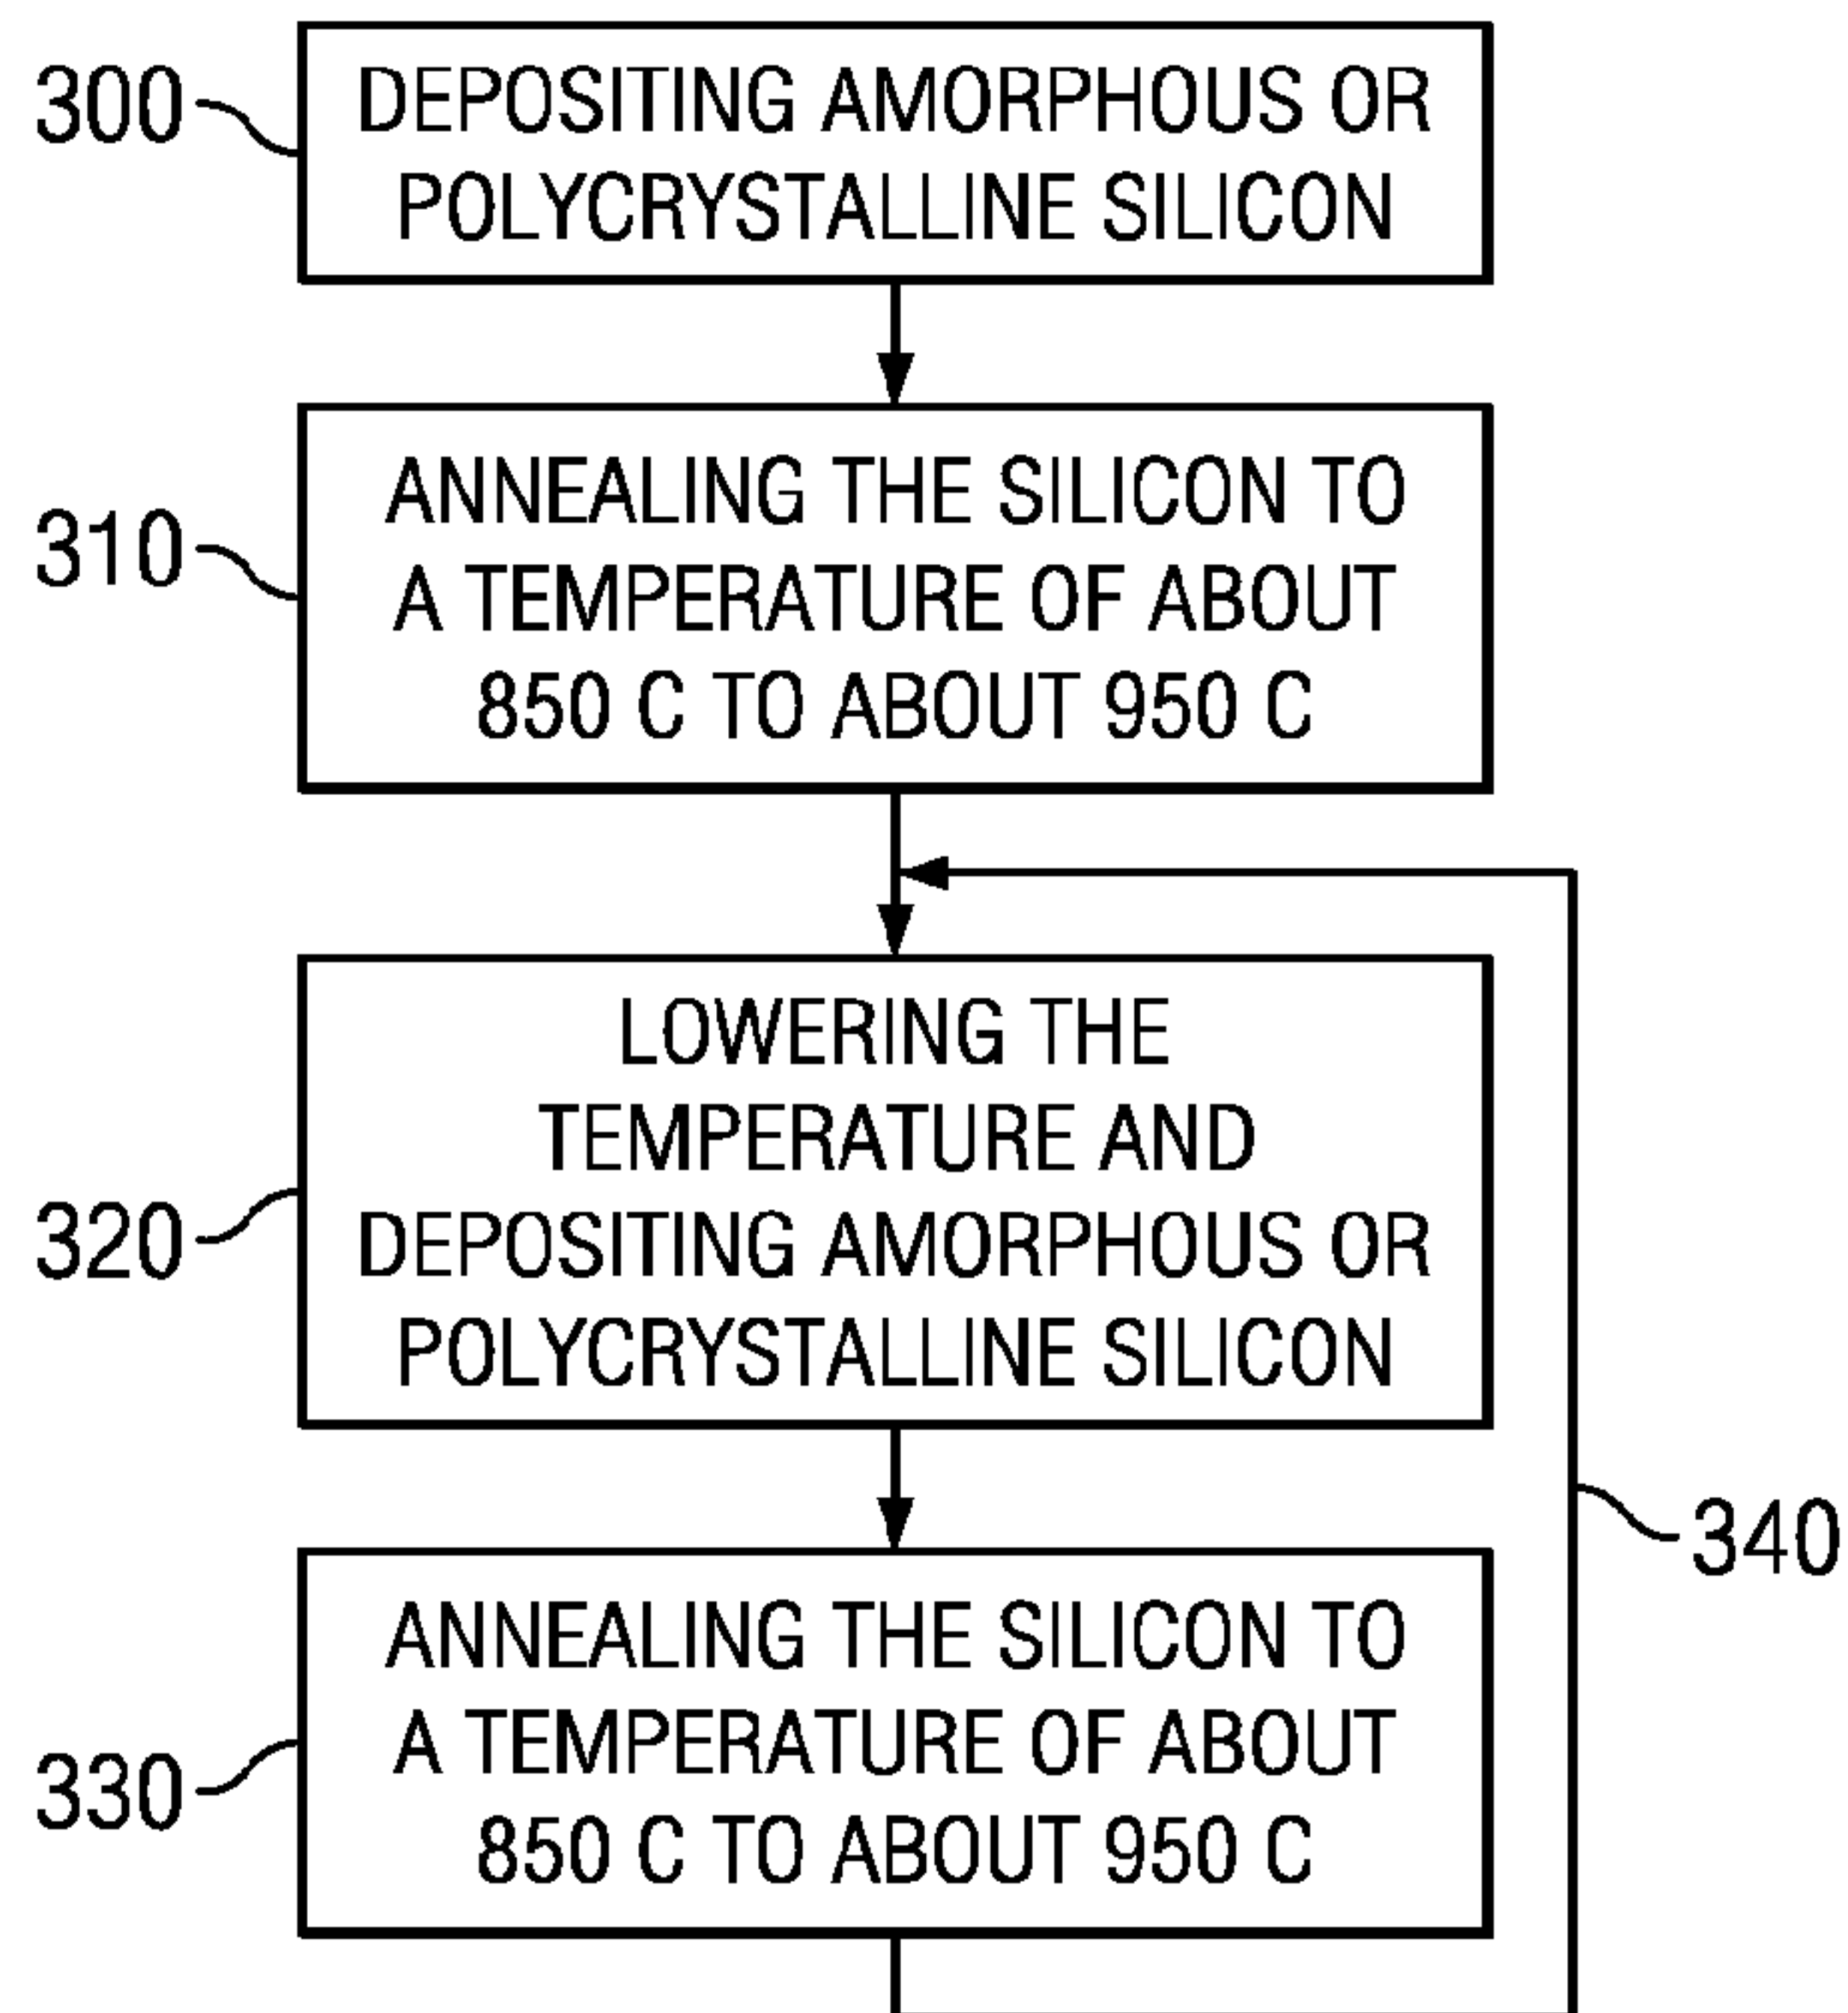 300
DEPOSITING AMORPHOUS OR
POLYCRYSTALLINE SILICON
310
ANNEALING THE SILICON TO
A TEMPERATURE OF ABOUT
850 C TO ABOUT 950 C
320
LOWERING THE
TEMPERATURE AND
DEPOSITING AMORPHOUS OR
POLYCRYSTALLINE SILICON
340
330
ANNEALING THE SILICON TO
A TEMPERATURE OF ABOUT
850 C TO ABOUT 950 C